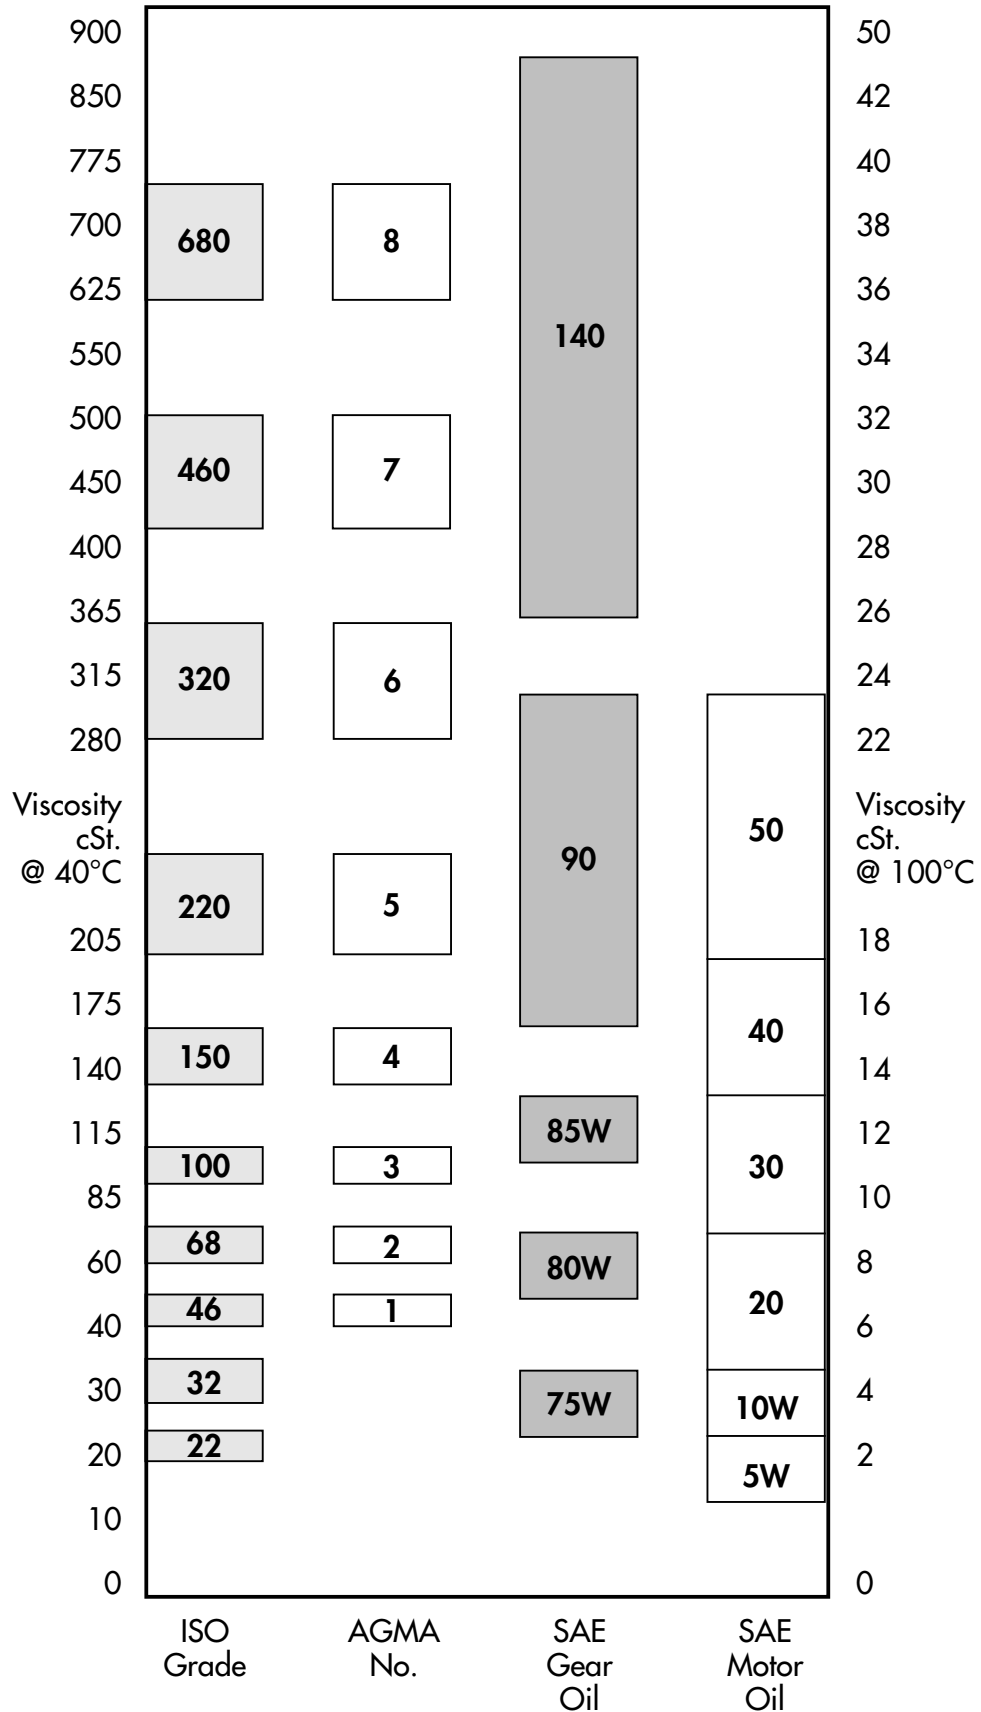 900 50
850 42
775 40
700 680 8 38
625 36
140
550 34
500 32
450 460 7 30
400 28
365 26
315 320 6 24
280 22
Viscosity
cSt.
@ 40°C
Viscosity
cSt.
@ 100°C
50
90
220 5
205 18
175 16
40
150 4
140 14
115 85W 12
100 3 30
85 10
68 2
60 80W 8
46 1 20
40 6
32
30 75W 10W 4
22
20 2
5W
10
0 0
ISO
Grade
AGMA
No.
SAE
Gear
Oil
SAE
Motor
Oil